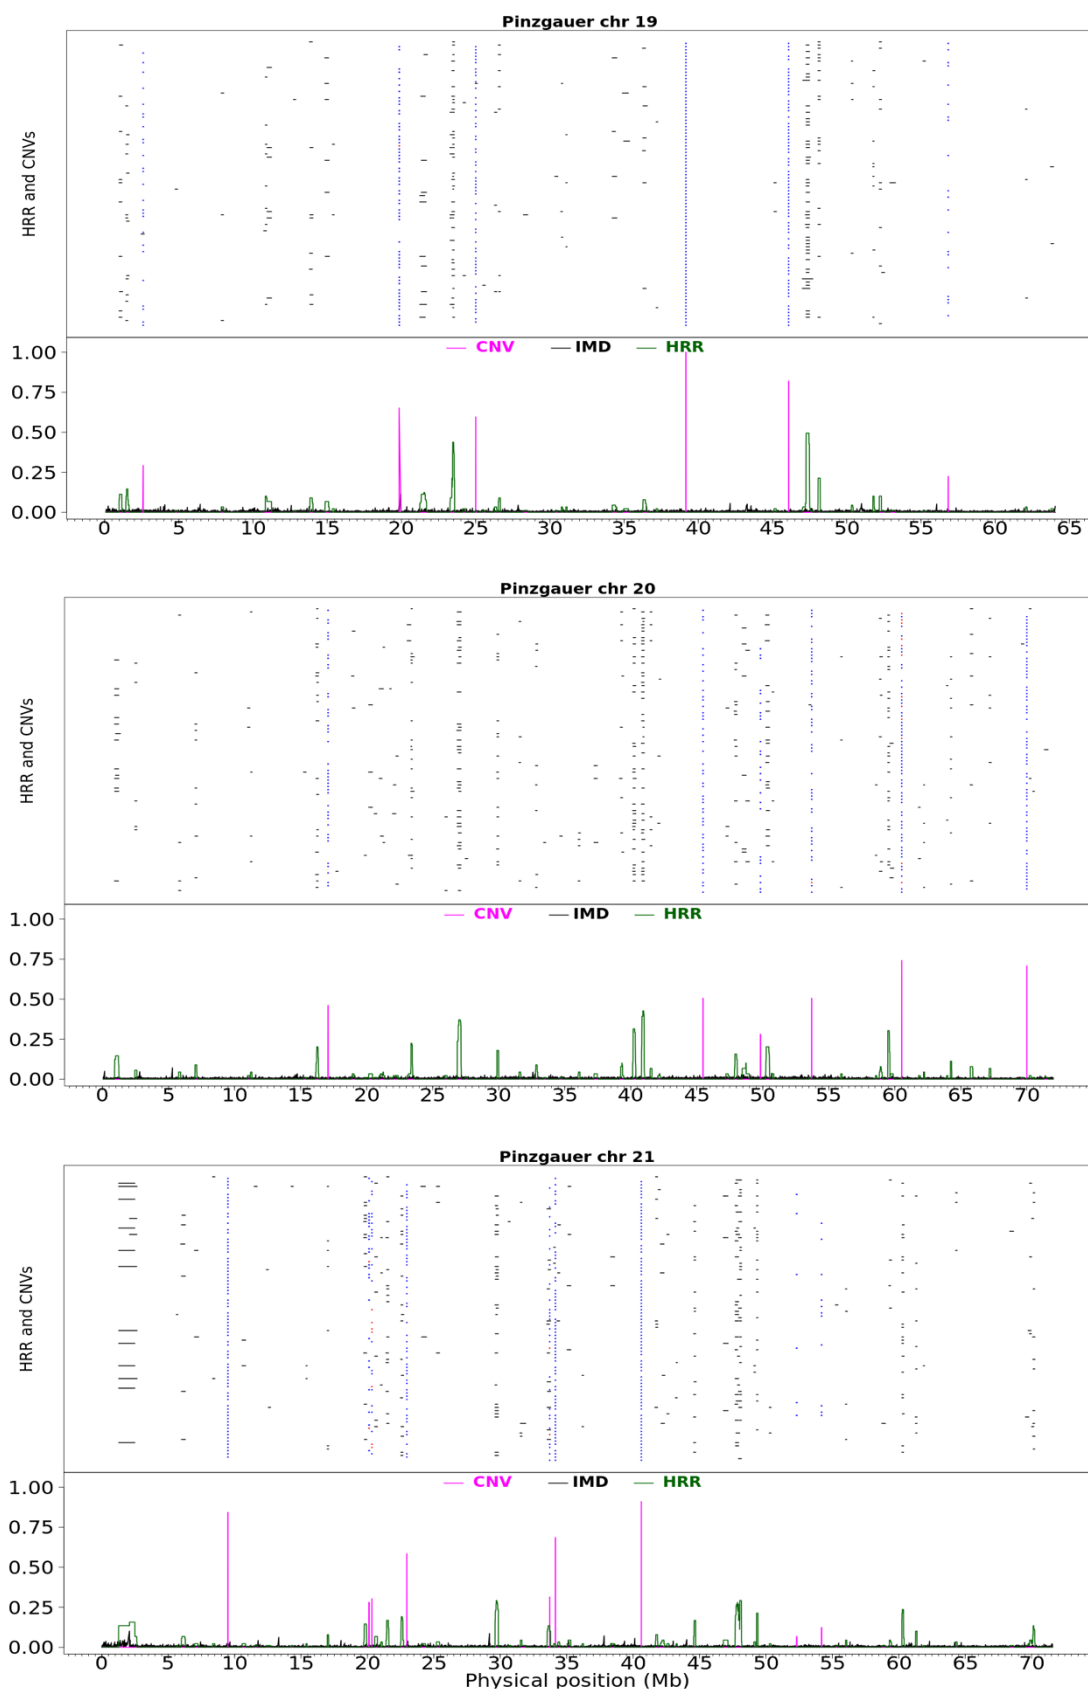 Pinzgauer chr 19
HRR and CNVs
CNV IMD HRR
1.00
0.75
0.50
0.25
0.00
0 5 10 15 20 25 30 35 40 45 50 55 60 65
Pinzgauer chr 20
HRR and CNVs
CNV IMD HRR
1.00
0.75
0.50
0.25
0.00
0 5 10 15 20 25 30 35 40 45 50 55 60 65 70
Pinzgauer chr 21
HRR and CNVs
CNV IMD HRR
1.00
0.75
0.50
0.25
0.00
0 5 10 15 20 25 30 35 40 45 50 55 60 65 70
Physical position (Mb)